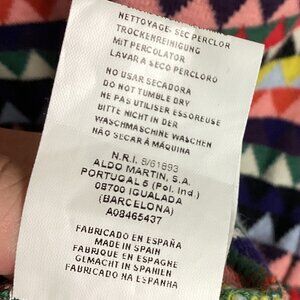 NETTOYAGE SEC PERCLOR
TROCKENREINIGUNG
MIT PERCOLATOR
LAVAR A SECO PERCLORO
NO USAR SECADORA
DO NOT TUMBLE DRY
NE PAS UTILISER ESSOREUSE
BITTE NICHT IN DER
WASCHMASCHINE WASCHEN
NÃO SECAR À MÁQUINA
N.R.I. 8/61893
ALDO MARTIN, S.A.
PORTUGAL 5 (Pol. Ind.)
08700 IGUALADA
(BARCELONA)
A08465437
FABRICADO EN ESPAÑA
MADE IN SPAIN
FABRIQUE EN ESPAGNE
GEMACHT IN SPANIEN
FABRICADO NA ESPANHA